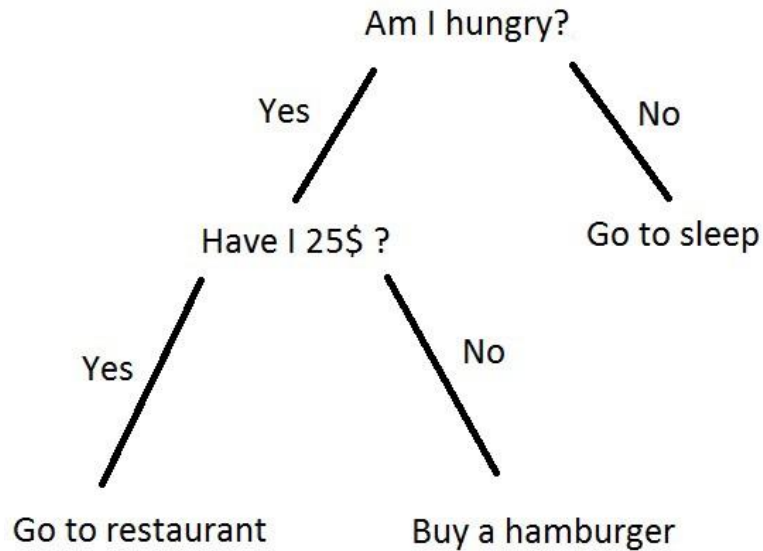 Am I hungry?
Yes
No
Have I 25$ ?
Go to sleep
Yes
No
Go to restaurant
Buy a hamburger